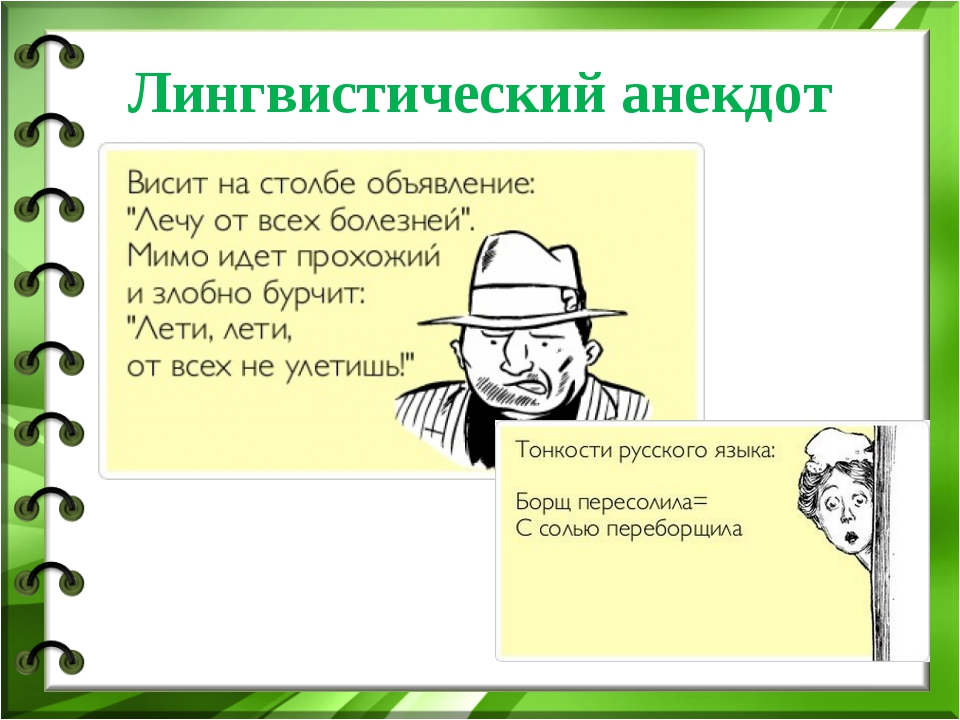 Лингвистический анекдот
Висит на столбе объявление:
"Лечу от всех болезней".
Мимо идет прохожий
и злобно бурчит:
"Лети, лети,
от всех не улетишь!"
Тонкости русского языка:
Борщ пересолила=
С солью переборщила